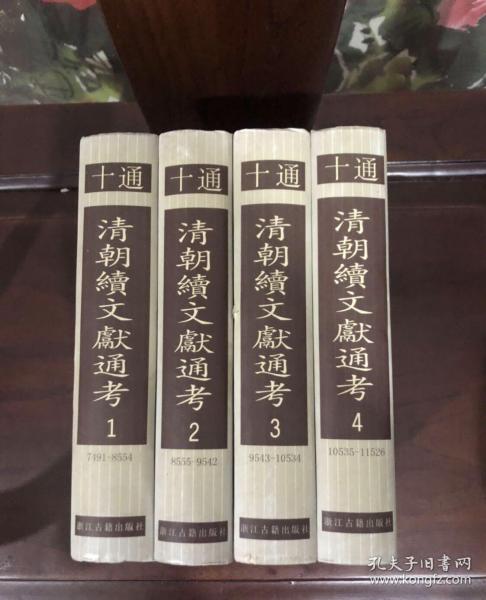 十通
清朝續文獻通考
1
7491-8554
浙江古籍出版社
十通
清朝續文獻通考
2
8555-9542
浙江古籍出版社
十通
清朝續文獻通考
3
9543-10534
浙江古籍出版社
十通
清朝續文獻通考
4
10535-11526
浙江古籍出版社
孔夫子旧书网
www.kongfz.com